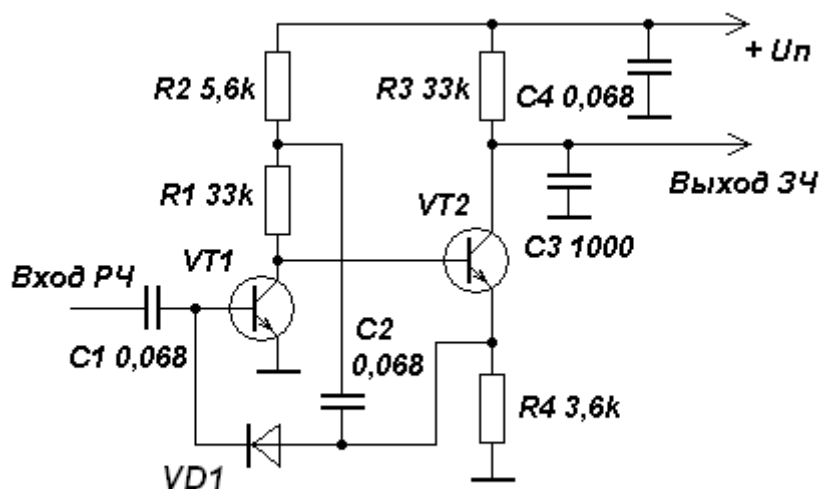 + Uп
R2 5,6k
R3 33k
C4 0,068
R1 33k
VT2
Выход ЗЧ
VT1
C3 1000
Вход РЧ
C1 0,068
C2
0,068
R4 3,6k
VD1